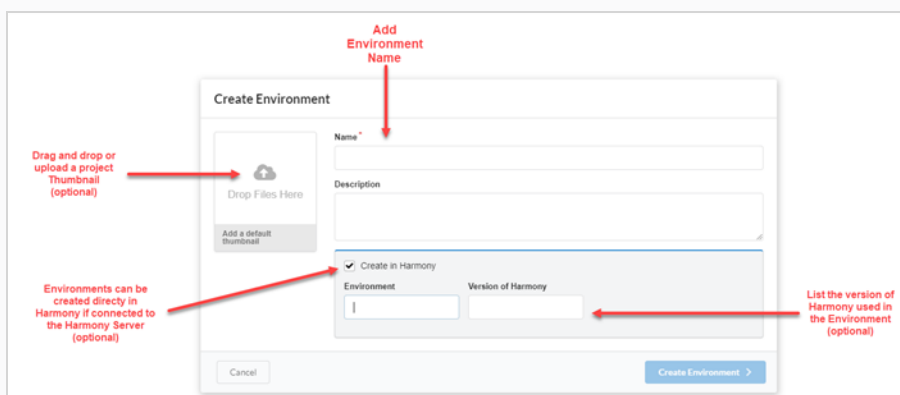 Add
Environment
Name
Create Environment
Name *
Drag and drop or
upload a project
Thumbnail
(optional)
Drop Files Here
Description
Add a default
thumbnail
Create in Harmony
Environments can be
created directy in
Harmony if connected to
the Harmony Server
(optional)
Environment
Version of Harmony
List the version of
Harmony used in
the Environment
(optional)
Cancel
Create Environment >